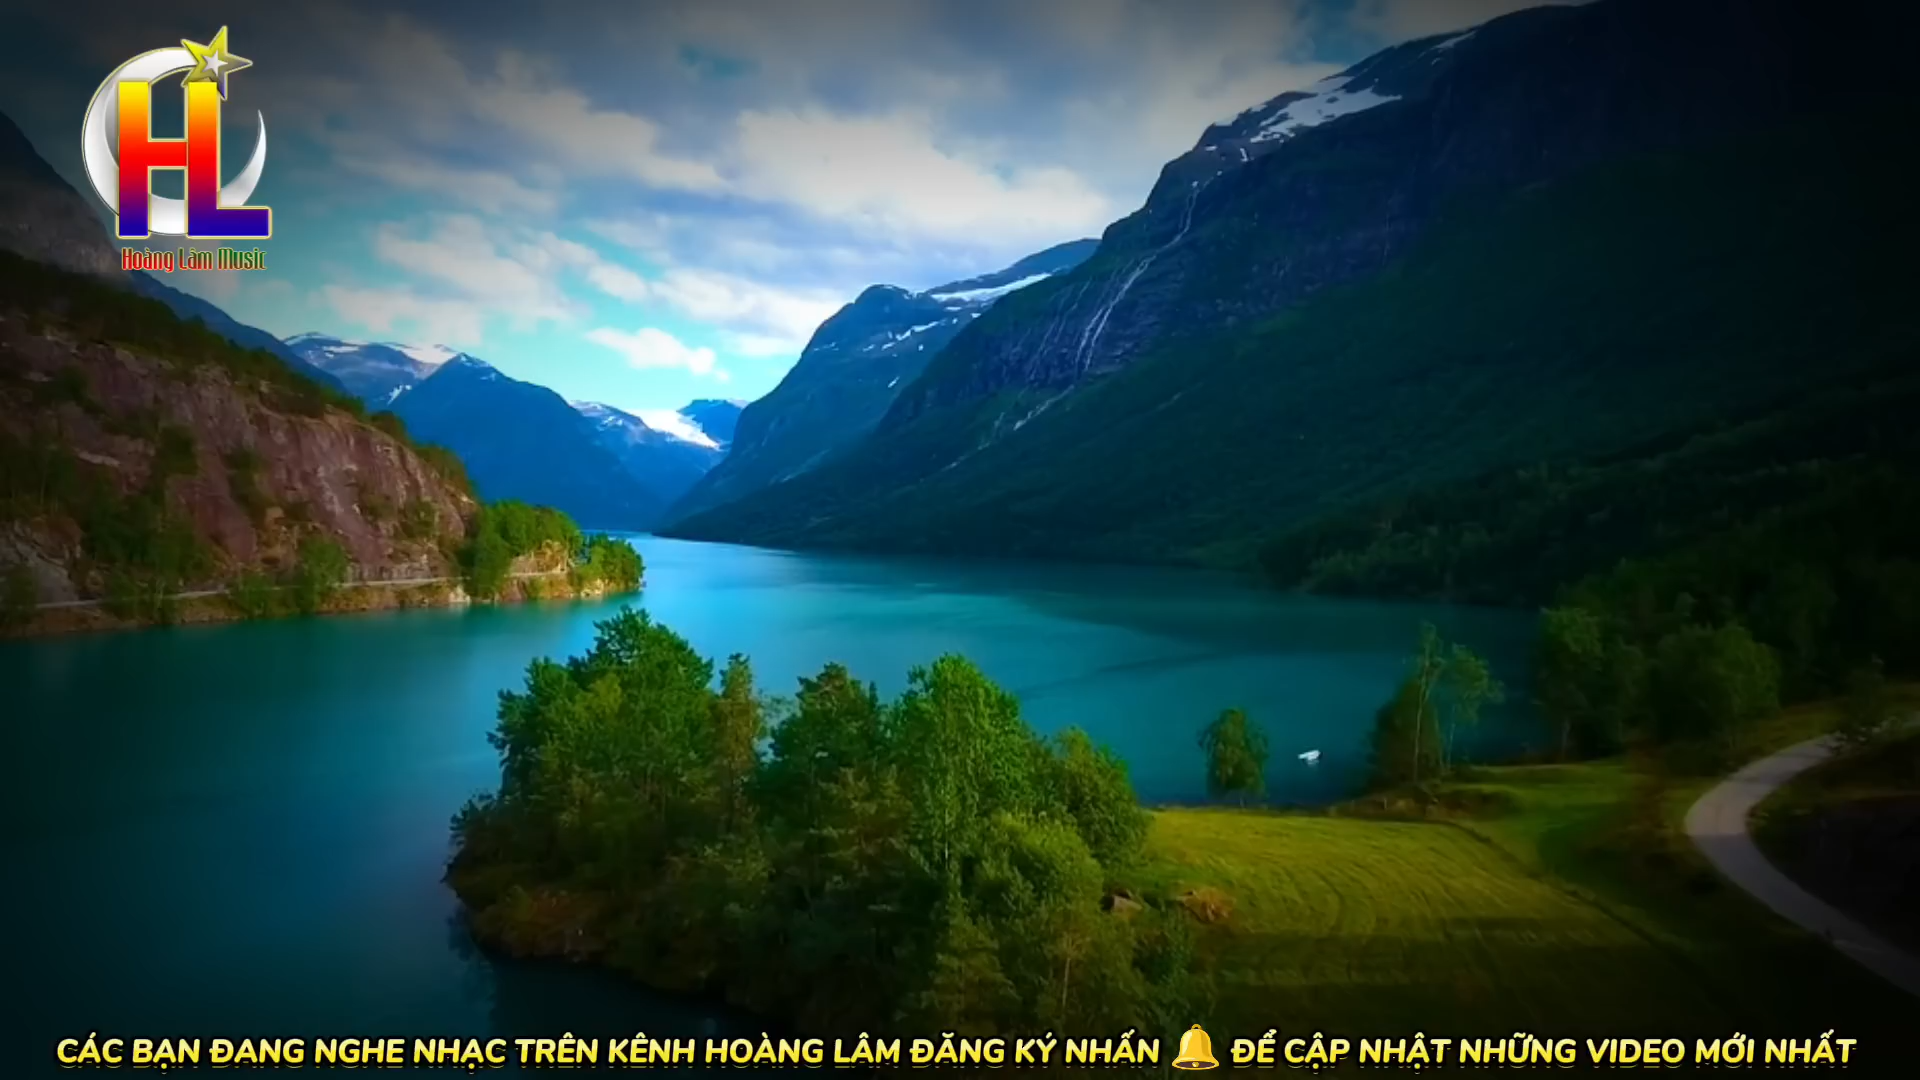 HL
Hoàng Lâm Music
CÁC BẠN ĐANG NGHE NHẠC TRÊN KÊNH HOÀNG LÂM ĐĂNG KÝ NHẤN 🔔 ĐỂ CẬP NHẬT NHỮNG VIDEO MỚI NHẤT